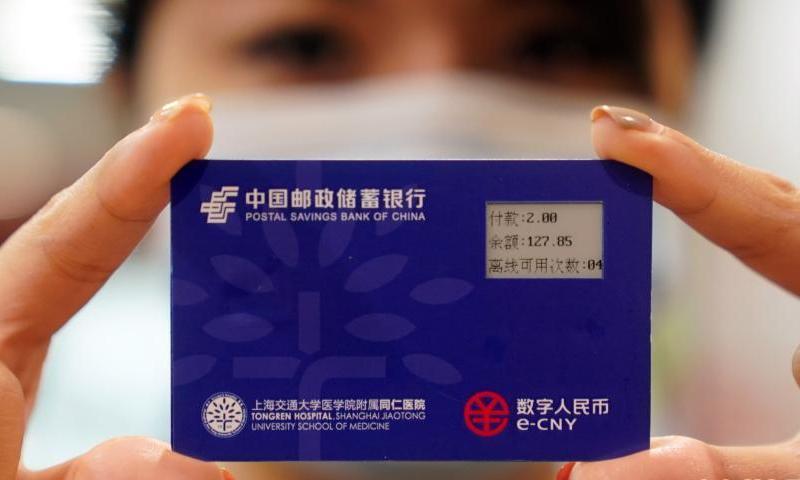 中国邮政储蓄银行
POSTAL SAVINGS BANK OF CHINA
付款:2.00
余额:127.85
离线可用次数:04
上海交通大学医学院附属同仁医院
TONGREN HOSPITAL.SHANGHAI JIAOTONG
UNIVERSITY SCHOOL OF MEDICINE
数字人民币
e-CNY